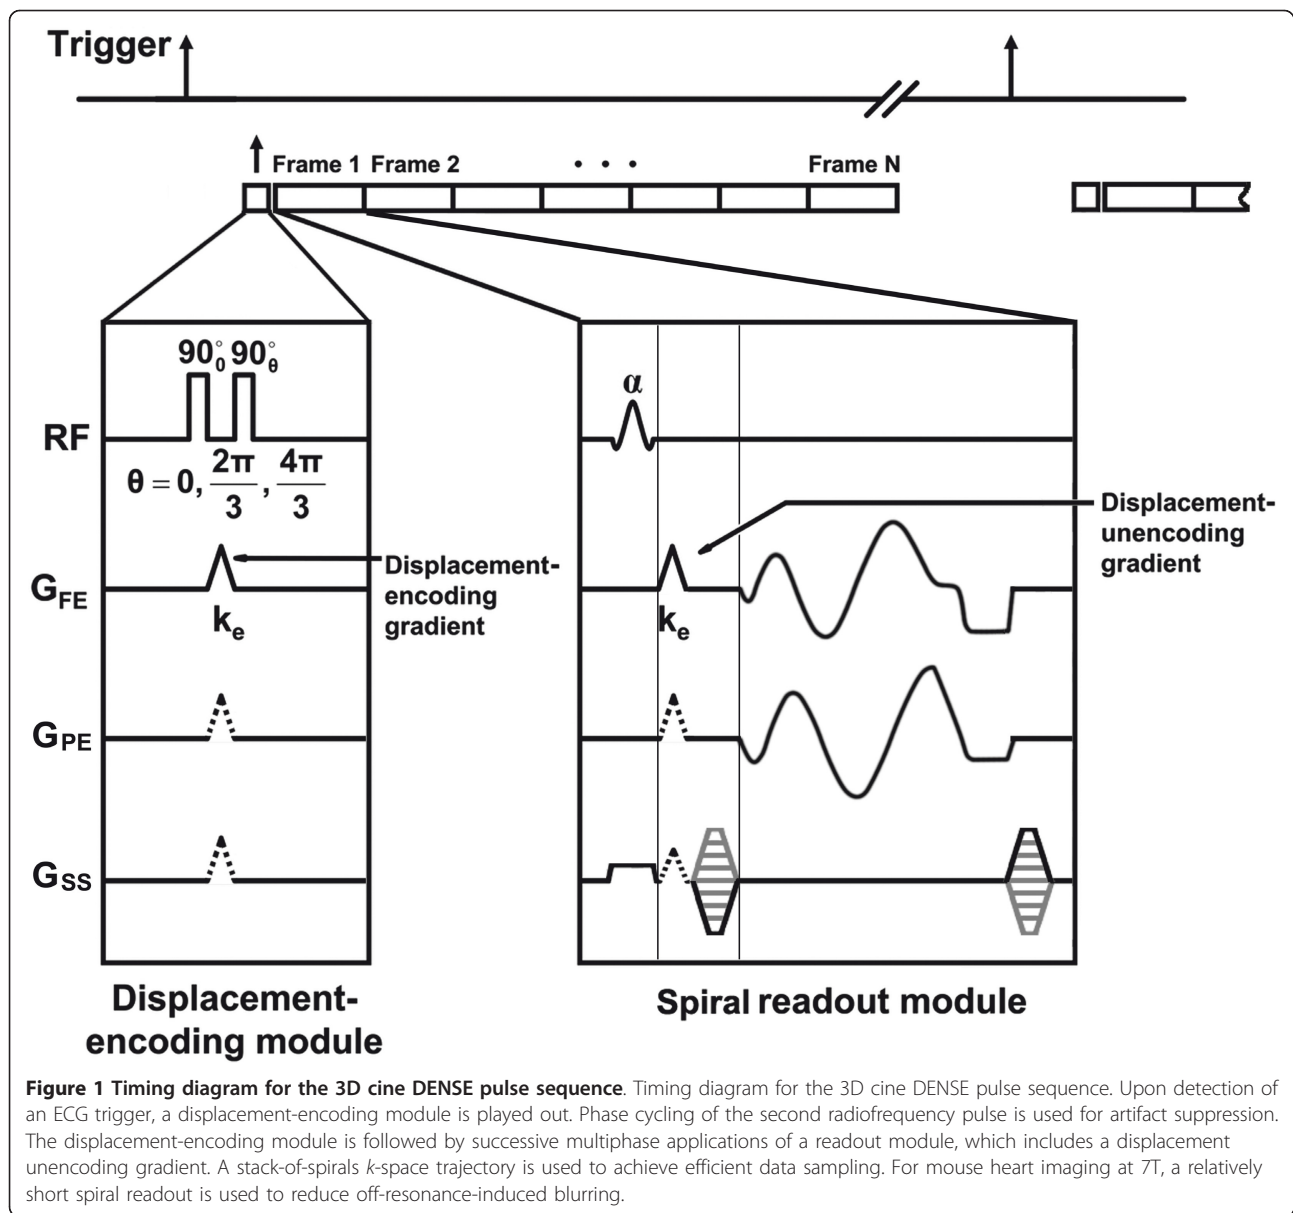 Trigger
Frame 1 Frame 2 . . . Frame N
90°₀ 90°θ
α
RF
θ = 0, 2π/3, 4π/3
Displacement-
unencoding
gradient
Displacement-
encoding
gradient
G_FE
k_e
k_e
G_PE
G_SS
Displacement-
encoding module
Spiral readout module
Figure 1 Timing diagram for the 3D cine DENSE pulse sequence. Timing diagram for the 3D cine DENSE pulse sequence. Upon detection of
an ECG trigger, a displacement-encoding module is played out. Phase cycling of the second radiofrequency pulse is used for artifact suppression.
The displacement-encoding module is followed by successive multiphase applications of a readout module, which includes a displacement
unencoding gradient. A stack-of-spirals k-space trajectory is used to achieve efficient data sampling. For mouse heart imaging at 7T, a relatively
short spiral readout is used to reduce off-resonance-induced blurring.